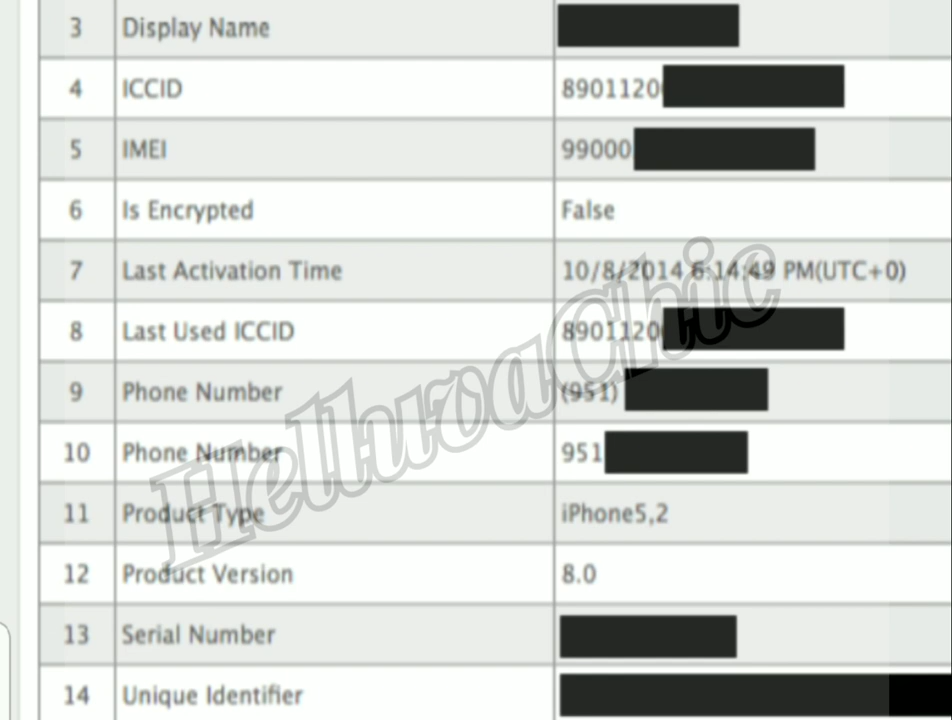 3 Display Name
4 ICCID 8901120
5 IMEI 99000
6 Is Encrypted False
7 Last Activation Time 10/8/2014 6:14:49 PM(UTC+0)
8 Last Used ICCID 8901120
9 Phone Number (951)
10 Phone Number 951
11 Product Type iPhone5,2
12 Product Version 8.0
13 Serial Number
14 Unique Identifier
HelluvaChic